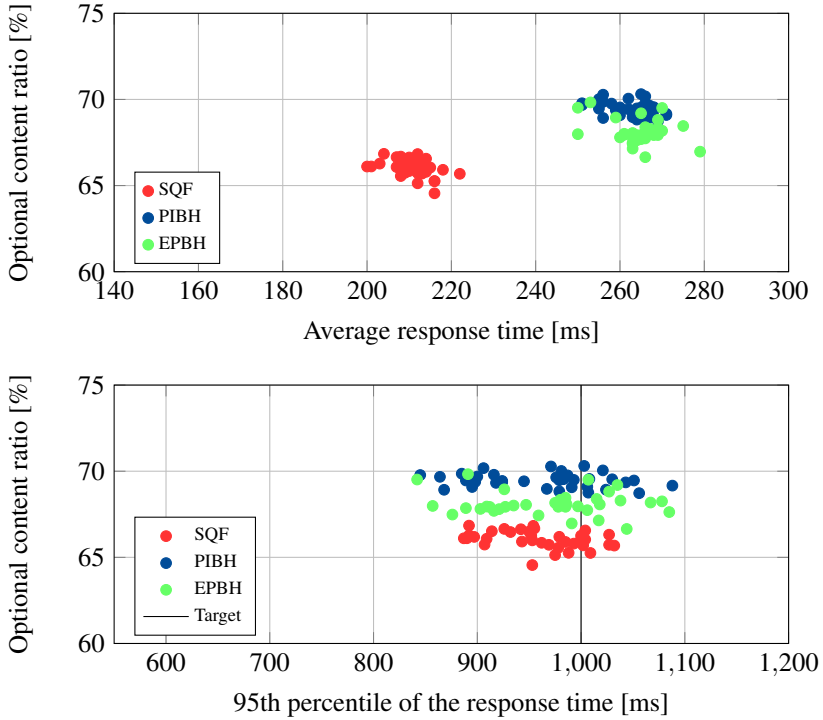 Optional content ratio [%]
75
70
65
60
SQF
PIBH
EPBH
140 160 180 200 220 240 260 280 300
Average response time [ms]
Optional content ratio [%]
75
70
65
60
SQF
PIBH
EPBH
Target
600 700 800 900 1,000 1,100 1,200
95th percentile of the response time [ms]